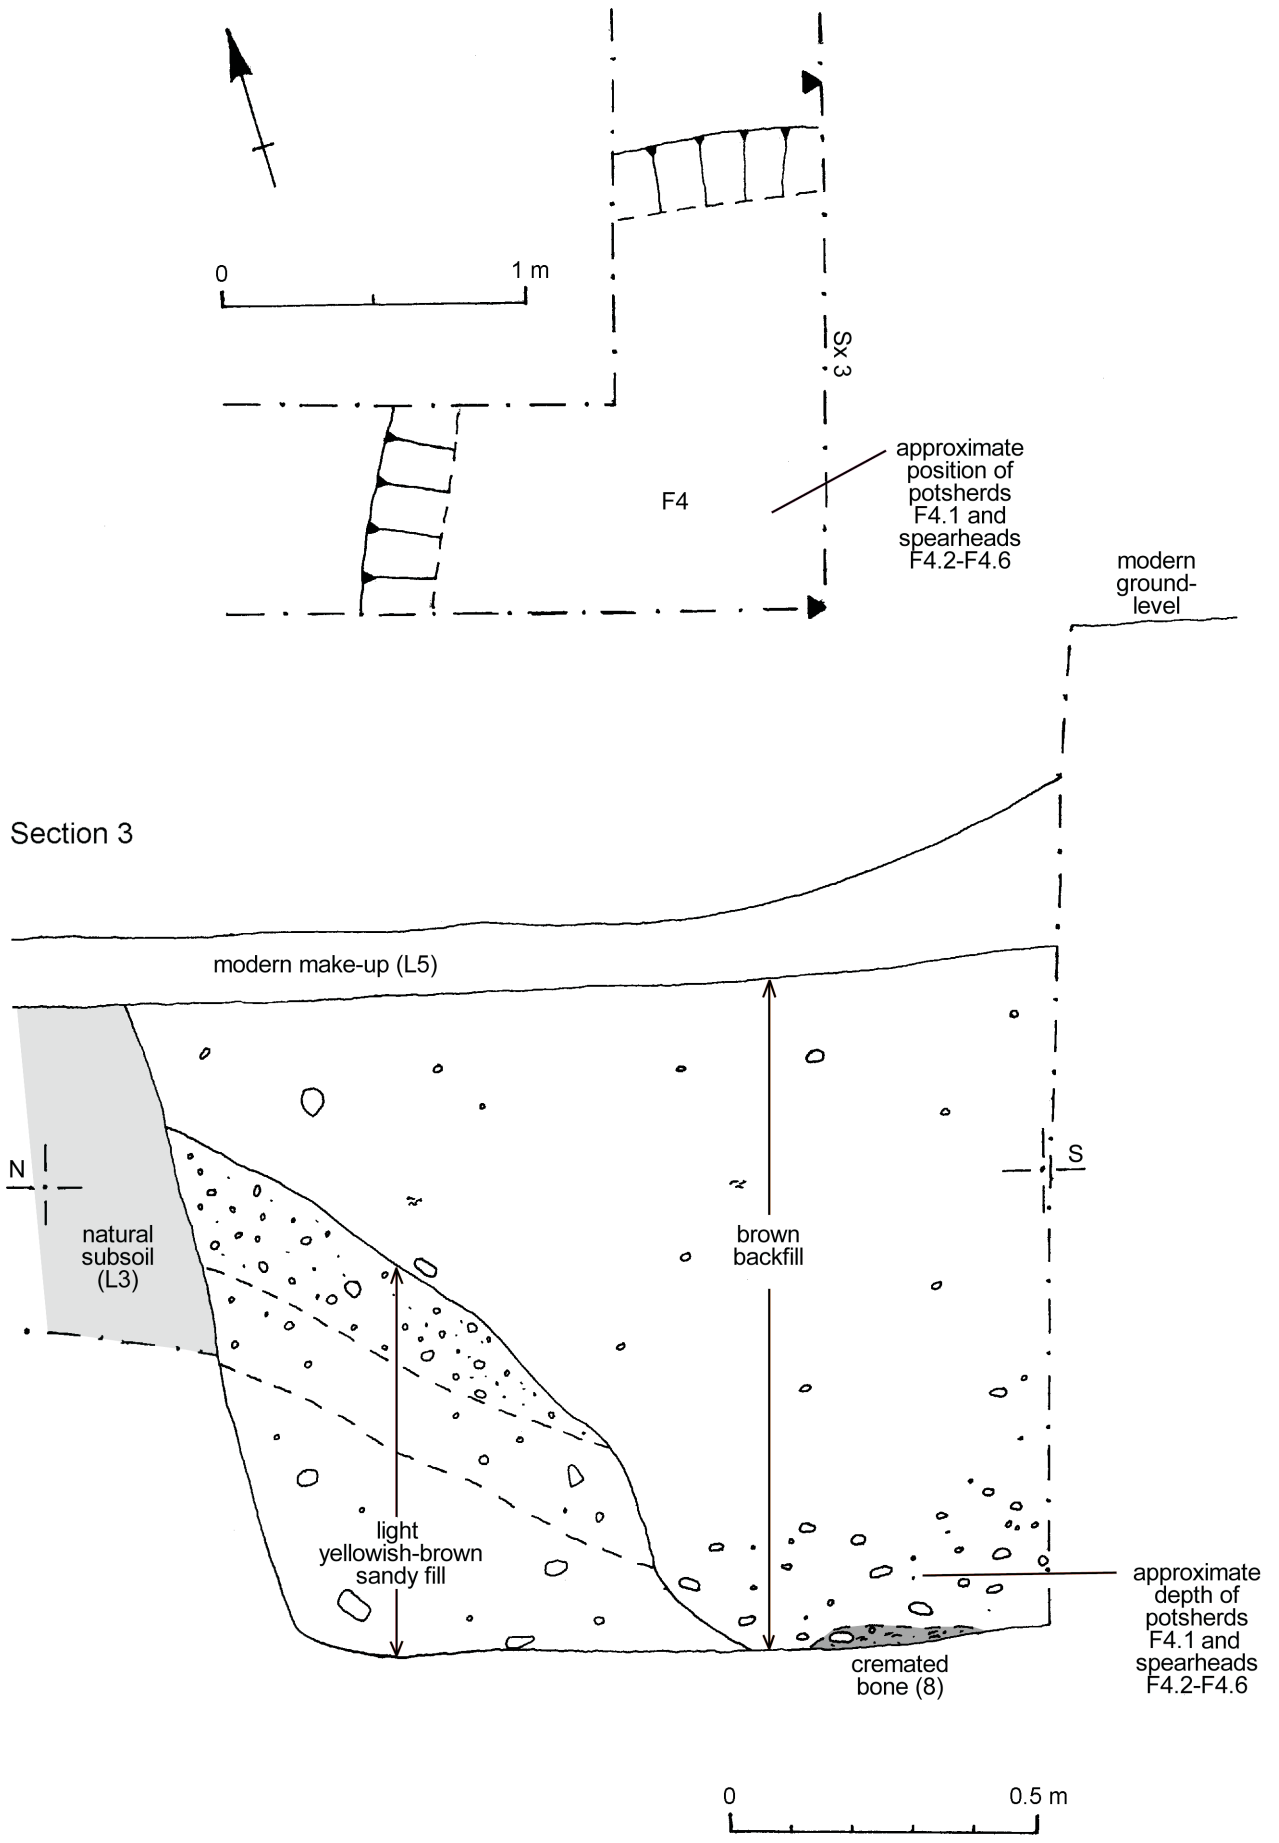 0
1 m
Sx 3
F4
approximate
position of
potsherds
F4.1 and
spearheads
F4.2-F4.6
modern
ground-
level
Section 3
modern make-up (L5)
N
S
natural
subsoil
(L3)
brown
backfill
light
yellowish-brown
sandy fill
approximate
depth of
potsherds
F4.1 and
spearheads
F4.2-F4.6
cremated
bone (8)
0
0.5 m